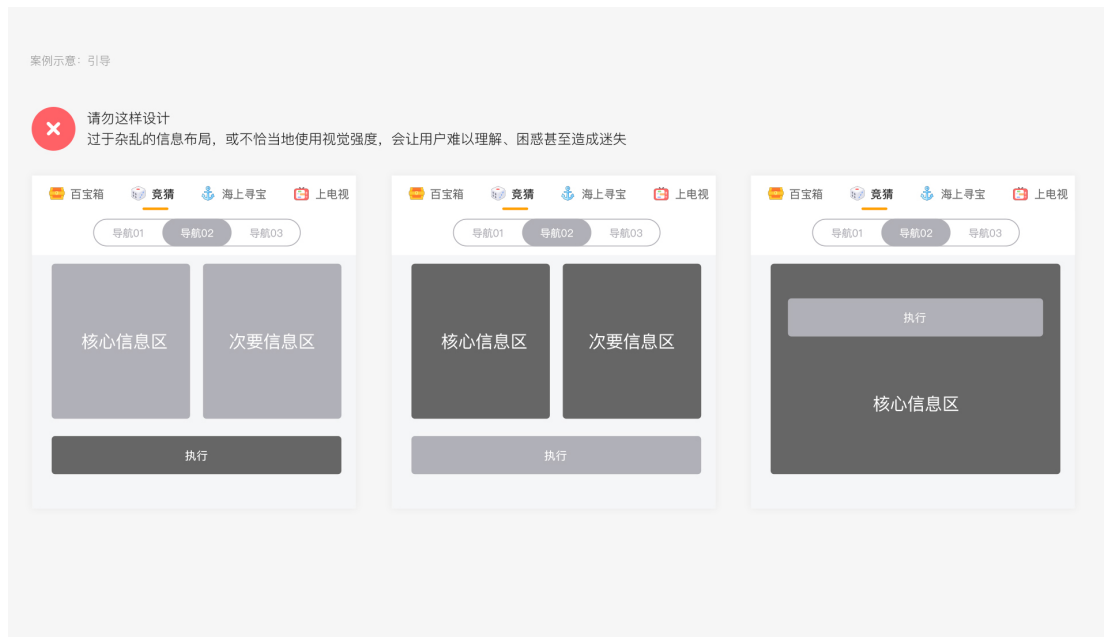 案例示意：引导
请勿这样设计
过于杂乱的信息布局，或不恰当地使用视觉强度，会让用户难以理解、困惑甚至造成迷失
百宝箱 竞猜 海上寻宝 上电视
导航01 导航02 导航03
核心信息区 次要信息区
执行
百宝箱 竞猜 海上寻宝 上电视
导航01 导航02 导航03
核心信息区 次要信息区
执行
百宝箱 竞猜 海上寻宝 上电视
导航01 导航02 导航03
执行
核心信息区